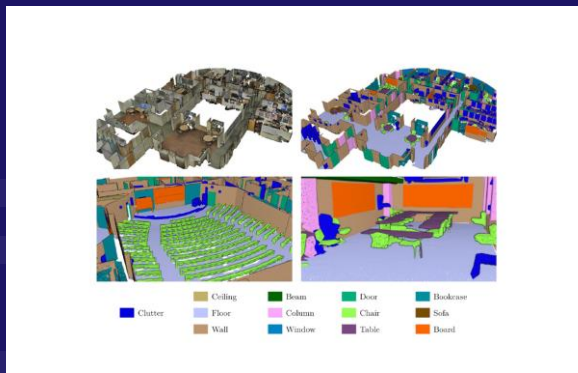 Ceiling Beam Door Bookcase
Clutter Floor Column Chair Sofa
Wall Window Table Board